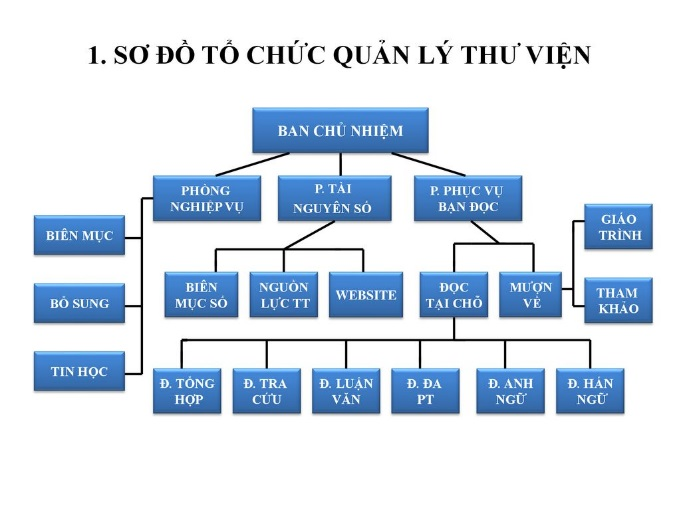 1. SƠ ĐỒ TỔ CHỨC QUẢN LÝ THƯ VIỆN
BAN CHỦ NHIỆM
PHÒNG
NGHIỆP VỤ
P. TÀI
NGUYÊN SỐ
P. PHỤC VỤ
BẠN ĐỌC
BIÊN MỤC
BỔ SUNG
TIN HỌC
GIÁO
TRÌNH
THAM
KHẢO
BIÊN
MỤC SỐ
NGUỒN
LỰC TT
WEBSITE
ĐỌC
TẠI CHỖ
MƯỢN
VỀ
Đ. TỔNG
HỢP
Đ. TRA
CỨU
Đ. LUẬN
VĂN
Đ. ĐA
PT
Đ. ANH
NGỮ
Đ. HÁN
NGỮ